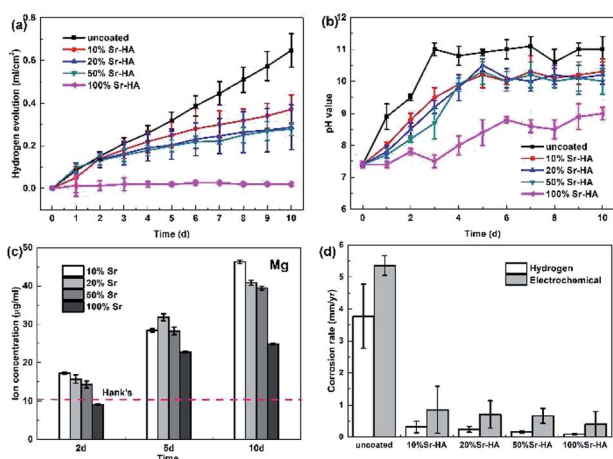 (a)
uncoated
10% Sr-HA
20% Sr-HA
50% Sr-HA
100% Sr-HA
0.8
0.6
0.4
0.2
0.0
Hydrogen evolution (ml/cm²)
0 1 2 3 4 5 6 7 8 9 10
Time (d)
(b)
12
11
10
9
8
7
6
pH value
uncoated
10% Sr-HA
20% Sr-HA
50% Sr-HA
100% Sr-HA
0 2 4 6 8 10
Time (d)
(c)
Mg
10% Sr
20% Sr
50% Sr
100% Sr
50
40
30
20
10
0
Ion concentration (μg/ml)
Hank's
2d 5d 10d
Time
(d)
Hydrogen
Electrochemical
6
5
4
3
2
1
0
Corrosion rate (mm/yr)
uncoated 10%Sr-HA 20%Sr-HA 50%Sr-HA 100%Sr-HA